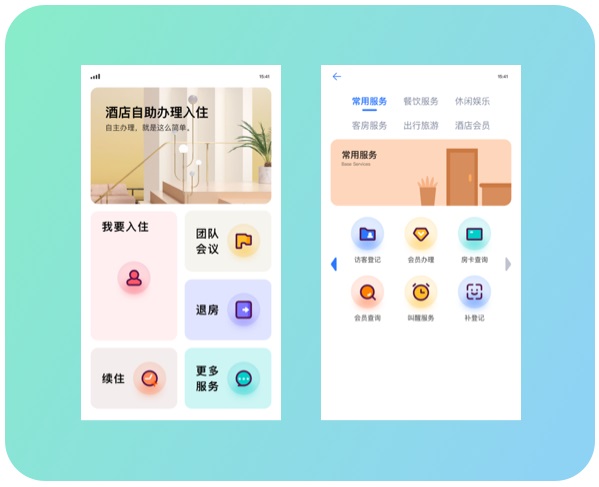 15:41
酒店自助办理入住
自主办理，就是这么简单。
我要入住
团队
会议
退房
续住
更多
服务
15:41
常用服务 餐饮服务 休闲娱乐
客房服务 出行旅游 酒店会员
常用服务
Basic Services
访客登记 会员办理 房卡查询
会员查询 叫醒服务 补登记